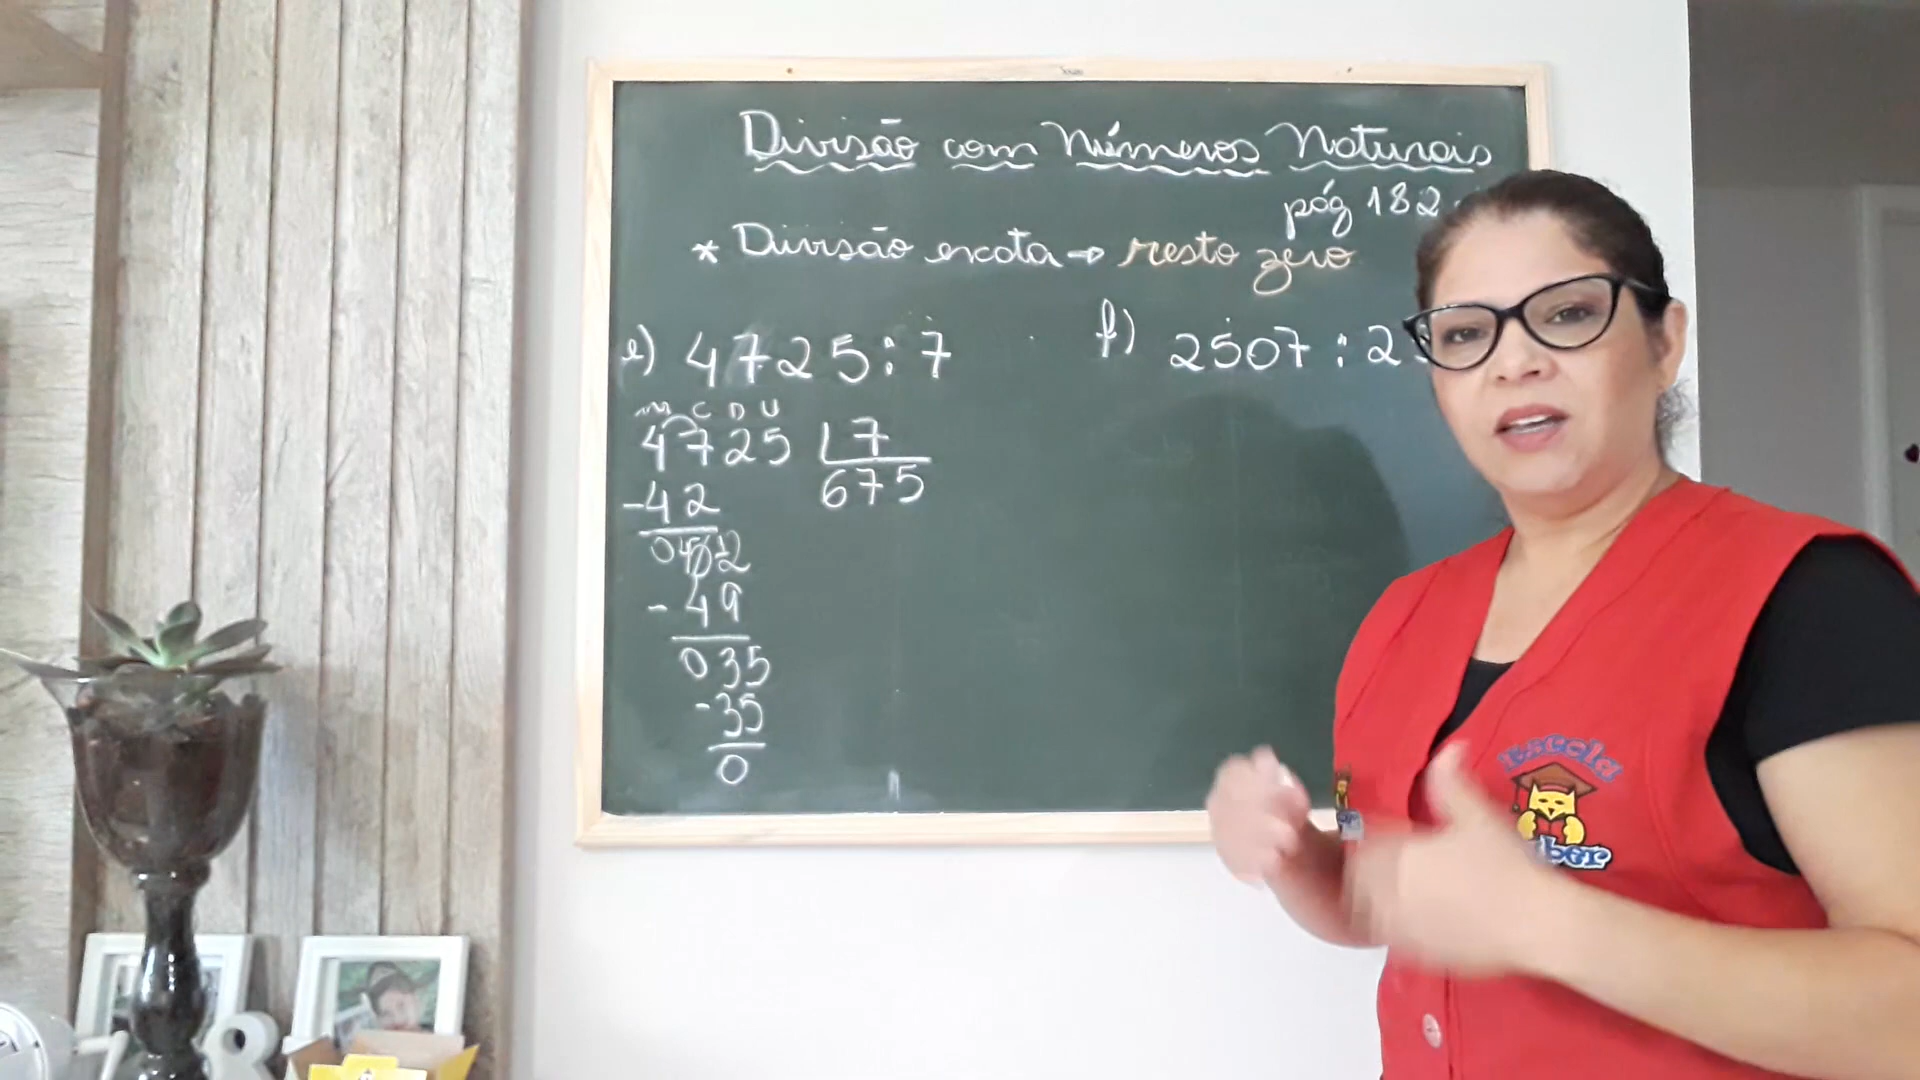 Divisão com Números Naturais
pág 182
* Divisão exata → resto zero
e) 4725 : 7
f) 2507 : 2
M C D U
4725 7
675
-42
- 49
035
-35
0
Escola